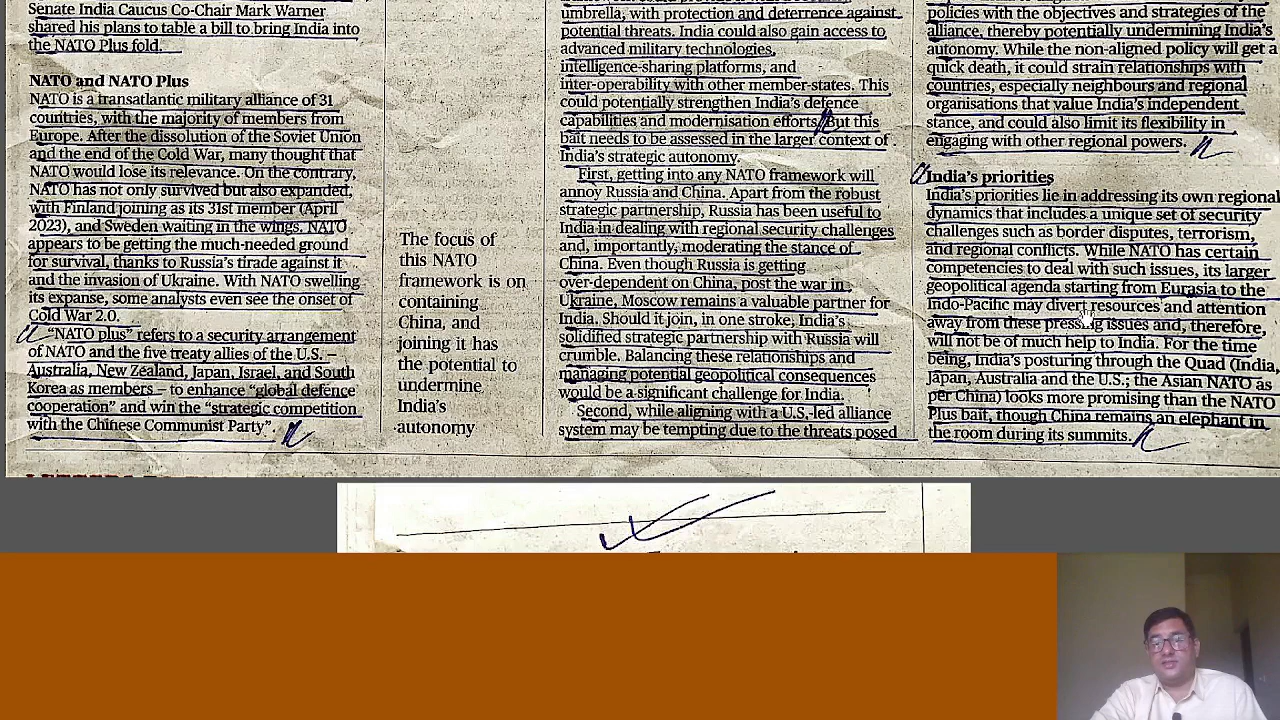 Senate India Caucus Co-Chair Mark Warner
shared his plans to table a bill to bring India into
the NATO Plus fold.
NATO and NATO Plus
NATO is a transatlantic military alliance of 31
countries, with the majority of members from
Europe. After the dissolution of the Soviet Union
and the end of the Cold War, many thought that
NATO would lose its relevance. On the contrary,
NATO has not only survived but also expanded,
with Finland joining as its 31st member (April
2023), and Sweden waiting in the wings. NATO
appears to be getting the much-needed ground
for survival, thanks to Russia's tirade against it
and the invasion of Ukraine. With NATO swelling
its expanse, some analysts even see the onset of
Cold War 2.0.
"NATO plus" refers to a security arrangement
of NATO and the five treaty allies of the U.S. —
Australia, New Zealand, Japan, Israel, and South
Korea as members — to enhance "global defence
cooperation" and win the "strategic competition
with the Chinese Communist Party".
The focus of
this NATO
framework is on
containing
China, and
joining it has
the potential to
undermine
India's
autonomy
umbrella, with protection and deterrence against
potential threats. India could also gain access to
advanced military technologies,
intelligence-sharing platforms, and
inter-operability with other member-states. This
could potentially strengthen India's defence
capabilities and modernisation efforts. But this
bait needs to be assessed in the larger context of
India's strategic autonomy.
First, getting into any NATO framework will
annoy Russia and China. Apart from the robust
strategic partnership, Russia has been useful to
India in dealing with regional security challenges
and, importantly, moderating the stance of
China. Even though Russia is getting
over-dependent on China, post the war in
Ukraine, Moscow remains a valuable partner for
India. Should it join, in one stroke, India's
solidified strategic partnership with Russia will
crumble. Balancing these relationships and
managing potential geopolitical consequences
would be a significant challenge for India.
Second, while aligning with a U.S.-led alliance
system may be tempting due to the threats posed
policies with the objectives and strategies of the
alliance, thereby potentially undermining India's
autonomy. While the non-aligned policy will get a
quick death, it could strain relationships with
countries, especially neighbours and regional
organisations that value India's independent
stance, and could also limit its flexibility in
engaging with other regional powers.
India's priorities
India's priorities lie in addressing its own regional
dynamics that includes a unique set of security
challenges such as border disputes, terrorism,
and regional conflicts. While NATO has certain
competencies to deal with such issues, its larger
geopolitical agenda starting from Eurasia to the
Indo-Pacific may divert resources and attention
away from these pressing issues and, therefore,
will not be of much help to India. For the time
being, India's posturing through the Quad (India,
Japan, Australia and the U.S.; the Asian NATO as
per China) looks more promising than the NATO
Plus bait, though China remains an elephant in
the room during its summits.